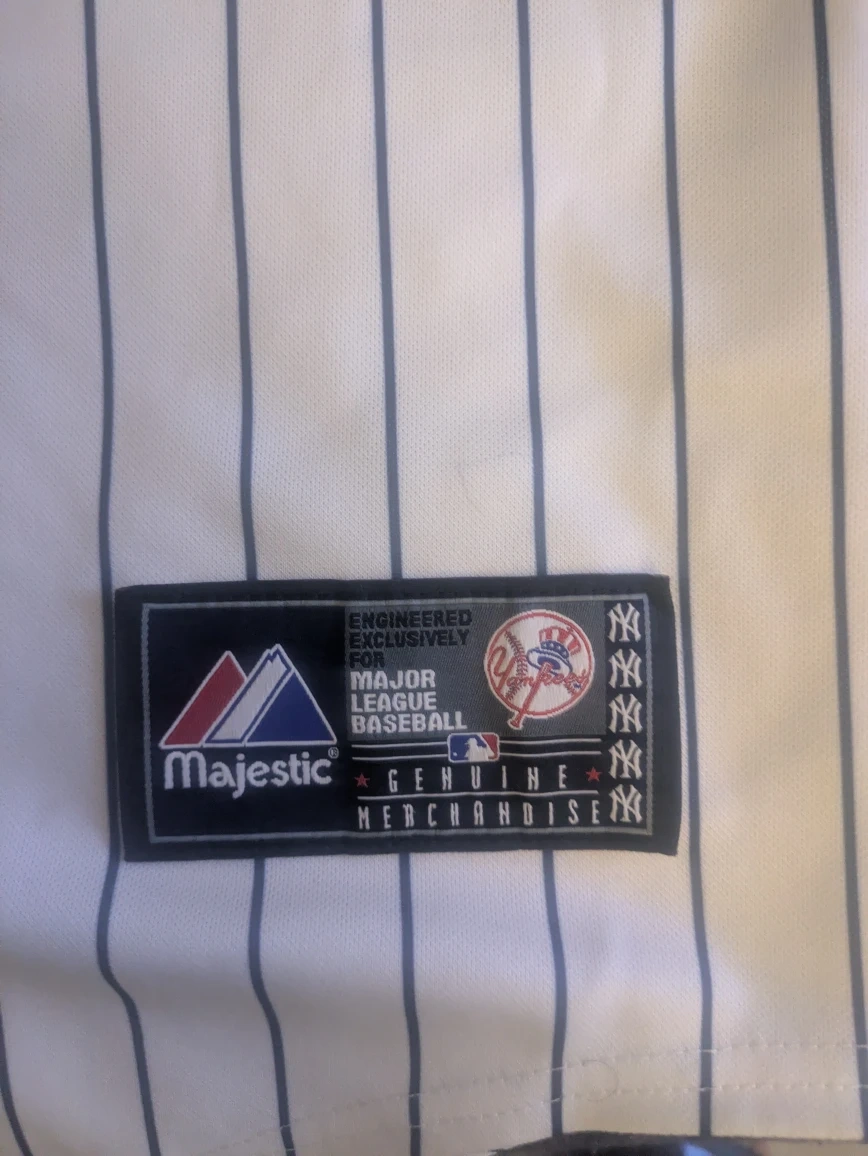 Majestic®
ENGINEERED
EXCLUSIVELY
FOR
MAJOR
LEAGUE
BASEBALL
Yankees
GENUINE
MERCHANDISE
NY
NY
NY
NY
NY